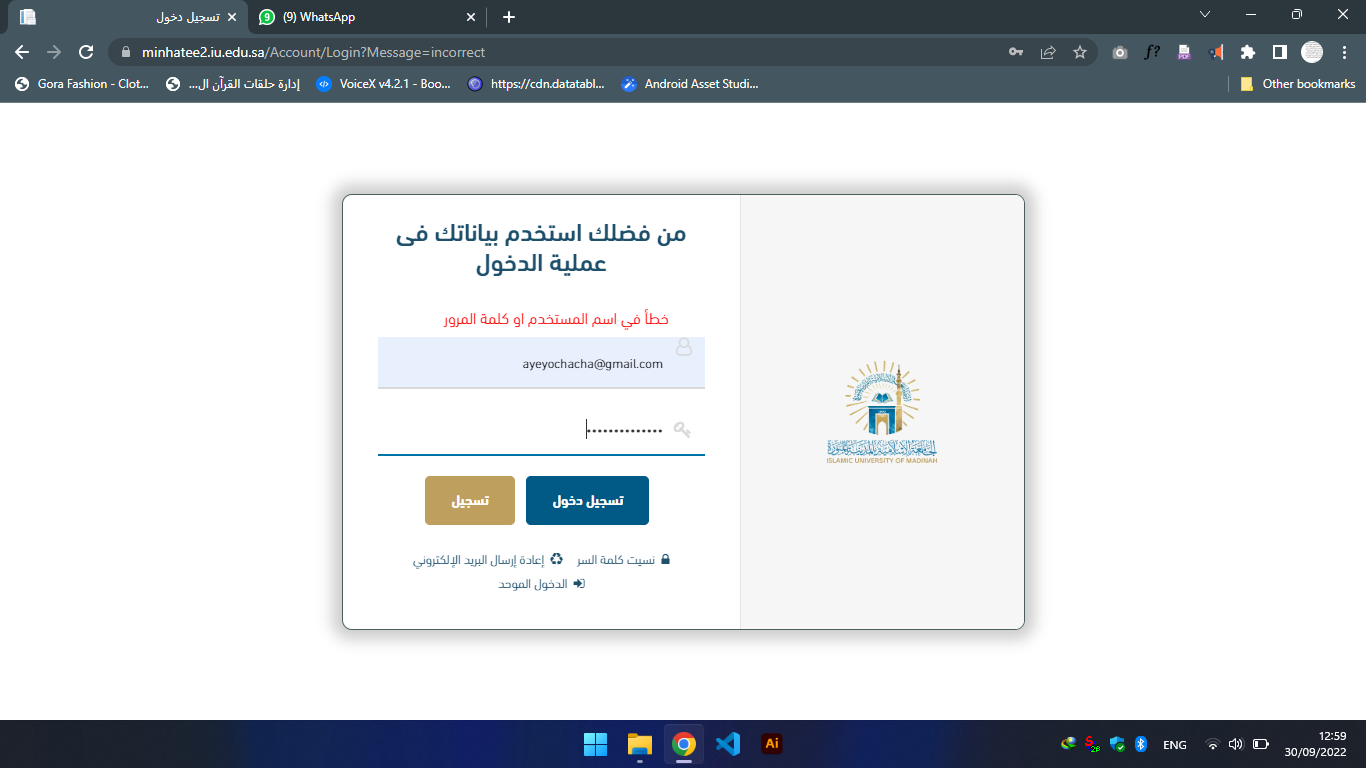 تسجيل دخول
(9) WhatsApp
minhatee2.iu.edu.sa/Account/Login?Message=incorrect
Gora Fashion - Clot...
إدارة حلقات القرآن ال...
VoiceX v4.2.1 - Boo...
https://cdn.datatabl...
Android Asset Studi...
Other bookmarks
من فضلك استخدم بياناتك فى
عملية الدخول
خطأ في اسم المستخدم او كلمة المرور
ayeyochacha@gmail.com
••••••••••••••
تسجيل دخول
تسجيل
نسيت كلمة السر
إعادة إرسال البريد الإلكتروني
الدخول الموحد
الجامعة الإسلامية بالمدينة المنورة
ISLAMIC UNIVERSITY OF MADINAH
Ai
ENG
12:59
30/09/2022